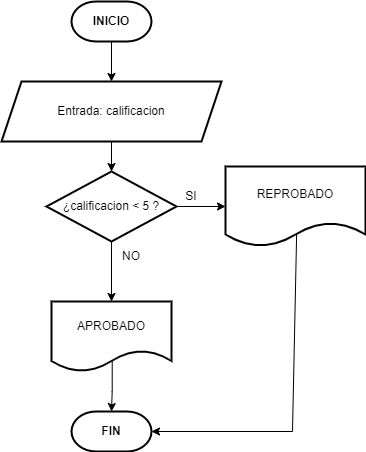 INICIO
Entrada: calificacion
¿calificacion < 5 ?
SI
REPROBADO
NO
APROBADO
FIN